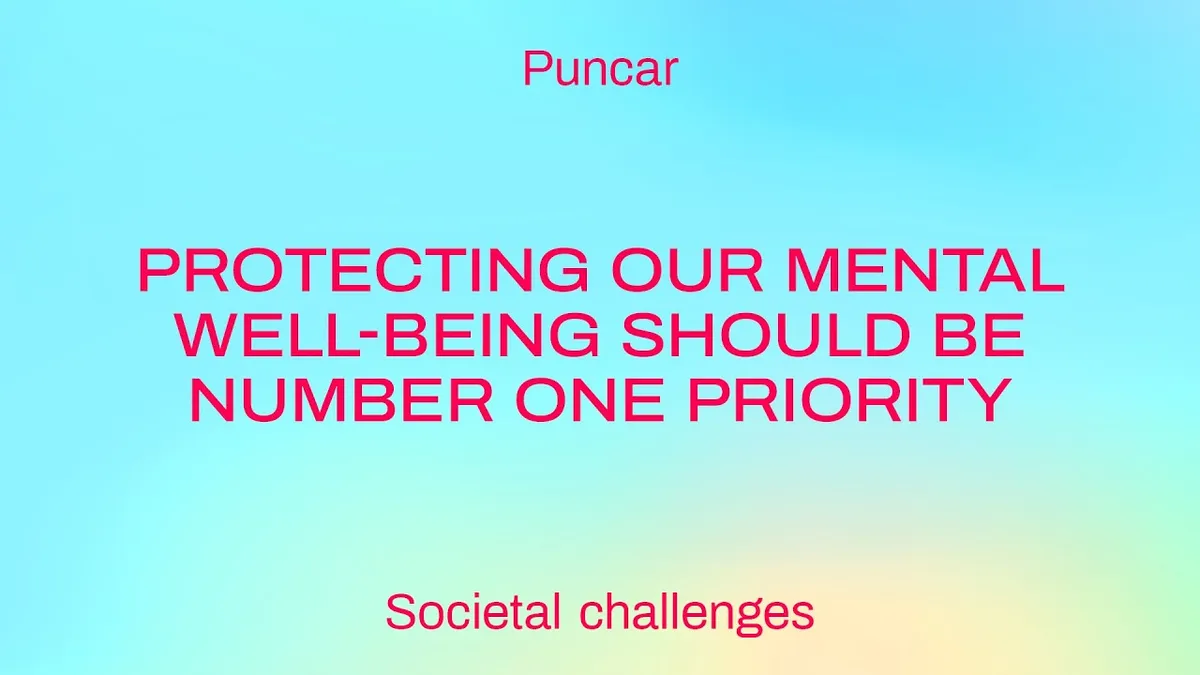 Puncar
PROTECTING OUR MENTAL
WELL-BEING SHOULD BE
NUMBER ONE PRIORITY
Societal challenges